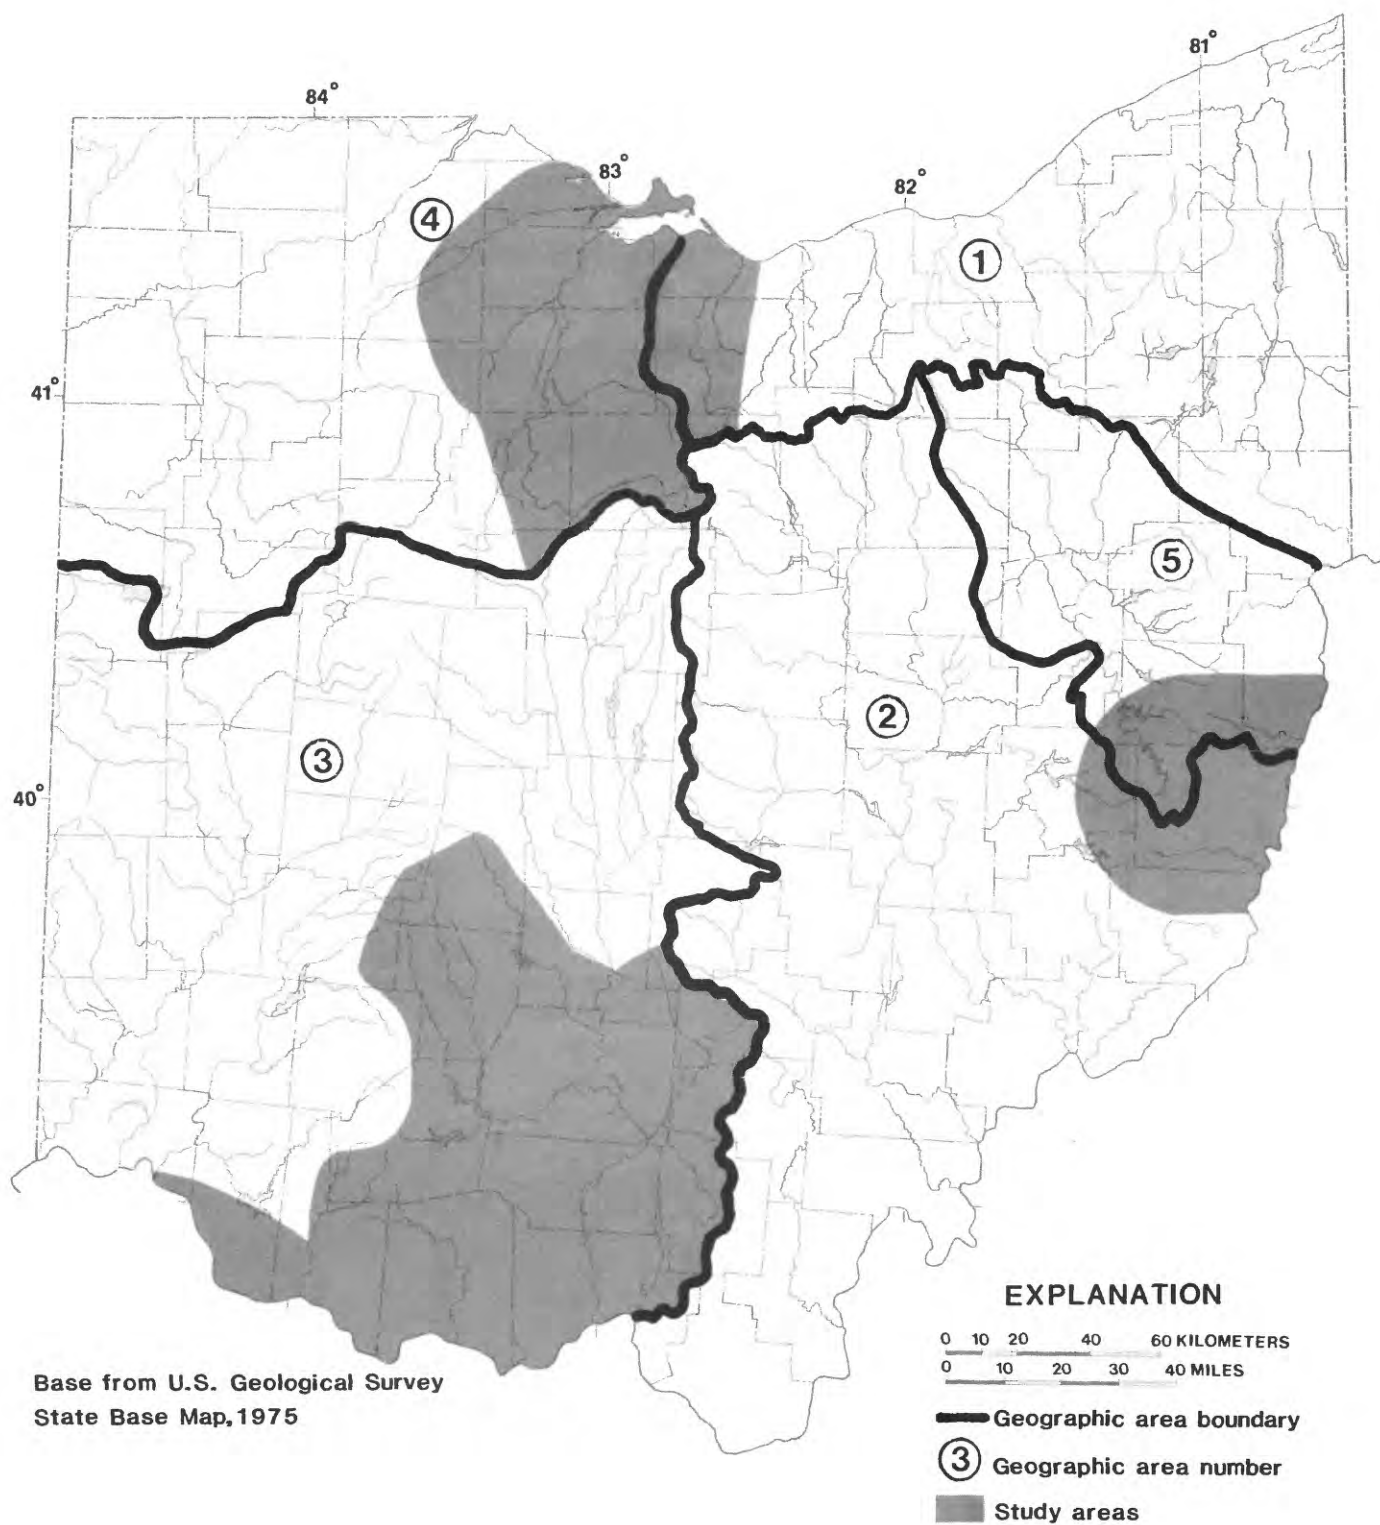 81°
84°
83°
82°
4
1
41°
5
2
3
40°
EXPLANATION
0 10 20 40 60 KILOMETERS
0 10 20 30 40 MILES
Base from U.S. Geological Survey
State Base Map, 1975
Geographic area boundary
3 Geographic area number
Study areas